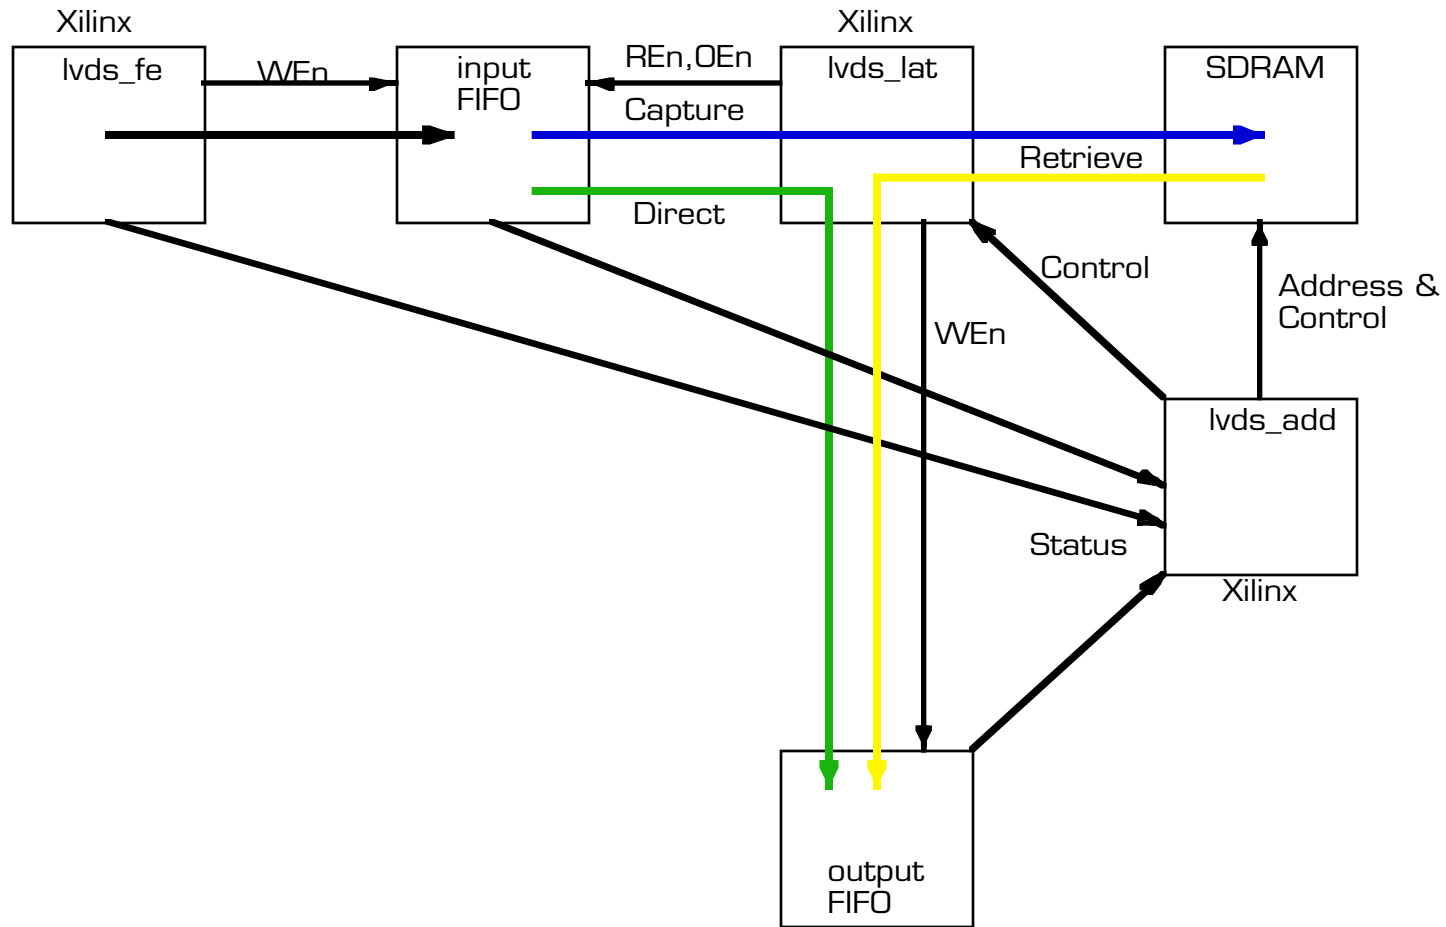 Xilinx
Xilinx
lvds_fe
WEn
input
FIFO
REn,OEn
lvds_lat
SDRAM
Capture
Retrieve
Direct
Control
Address &
Control
WEn
lvds_add
Status
Xilinx
output
FIFO